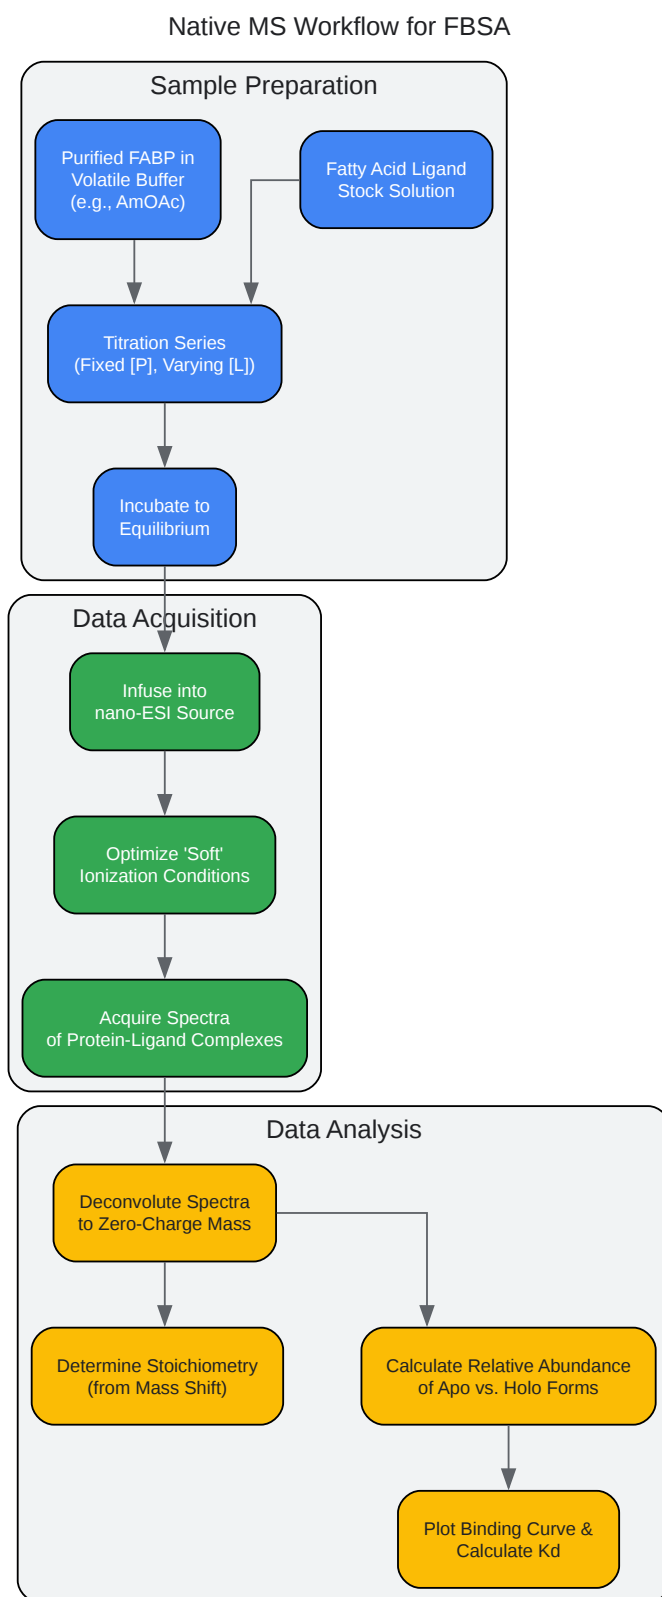 Native MS Workflow for FBSA
Sample Preparation
Purified FABP in
Volatile Buffer
(e.g., AmOAc)
Fatty Acid Ligand
Stock Solution
Titration Series
(Fixed [P], Varying [L])
Incubate to
Equilibrium
Data Acquisition
Infuse into
nano-ESI Source
Optimize 'Soft'
Ionization Conditions
Acquire Spectra
of Protein-Ligand Complexes
Data Analysis
Deconvolute Spectra
to Zero-Charge Mass
Determine Stoichiometry
(from Mass Shift)
Calculate Relative Abundance
of Apo vs. Holo Forms
Plot Binding Curve &
Calculate Kd